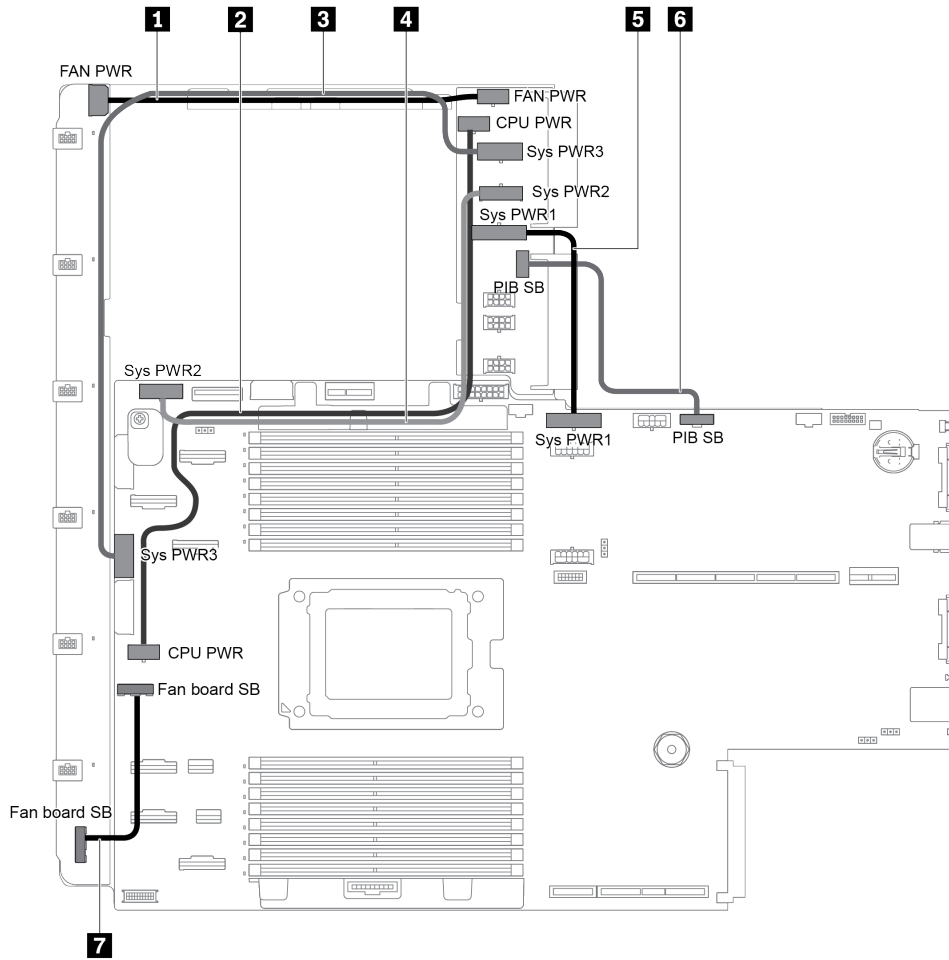 1
2
3
4
5
6
FAN PWR
FAN PWR
CPU PWR
Sys PWR3
Sys PWR2
Sys PWR1
PIB SB
Sys PWR2
Sys PWR1
PIB SB
Sys PWR3
CPU PWR
Fan board SB
Fan board SB
7